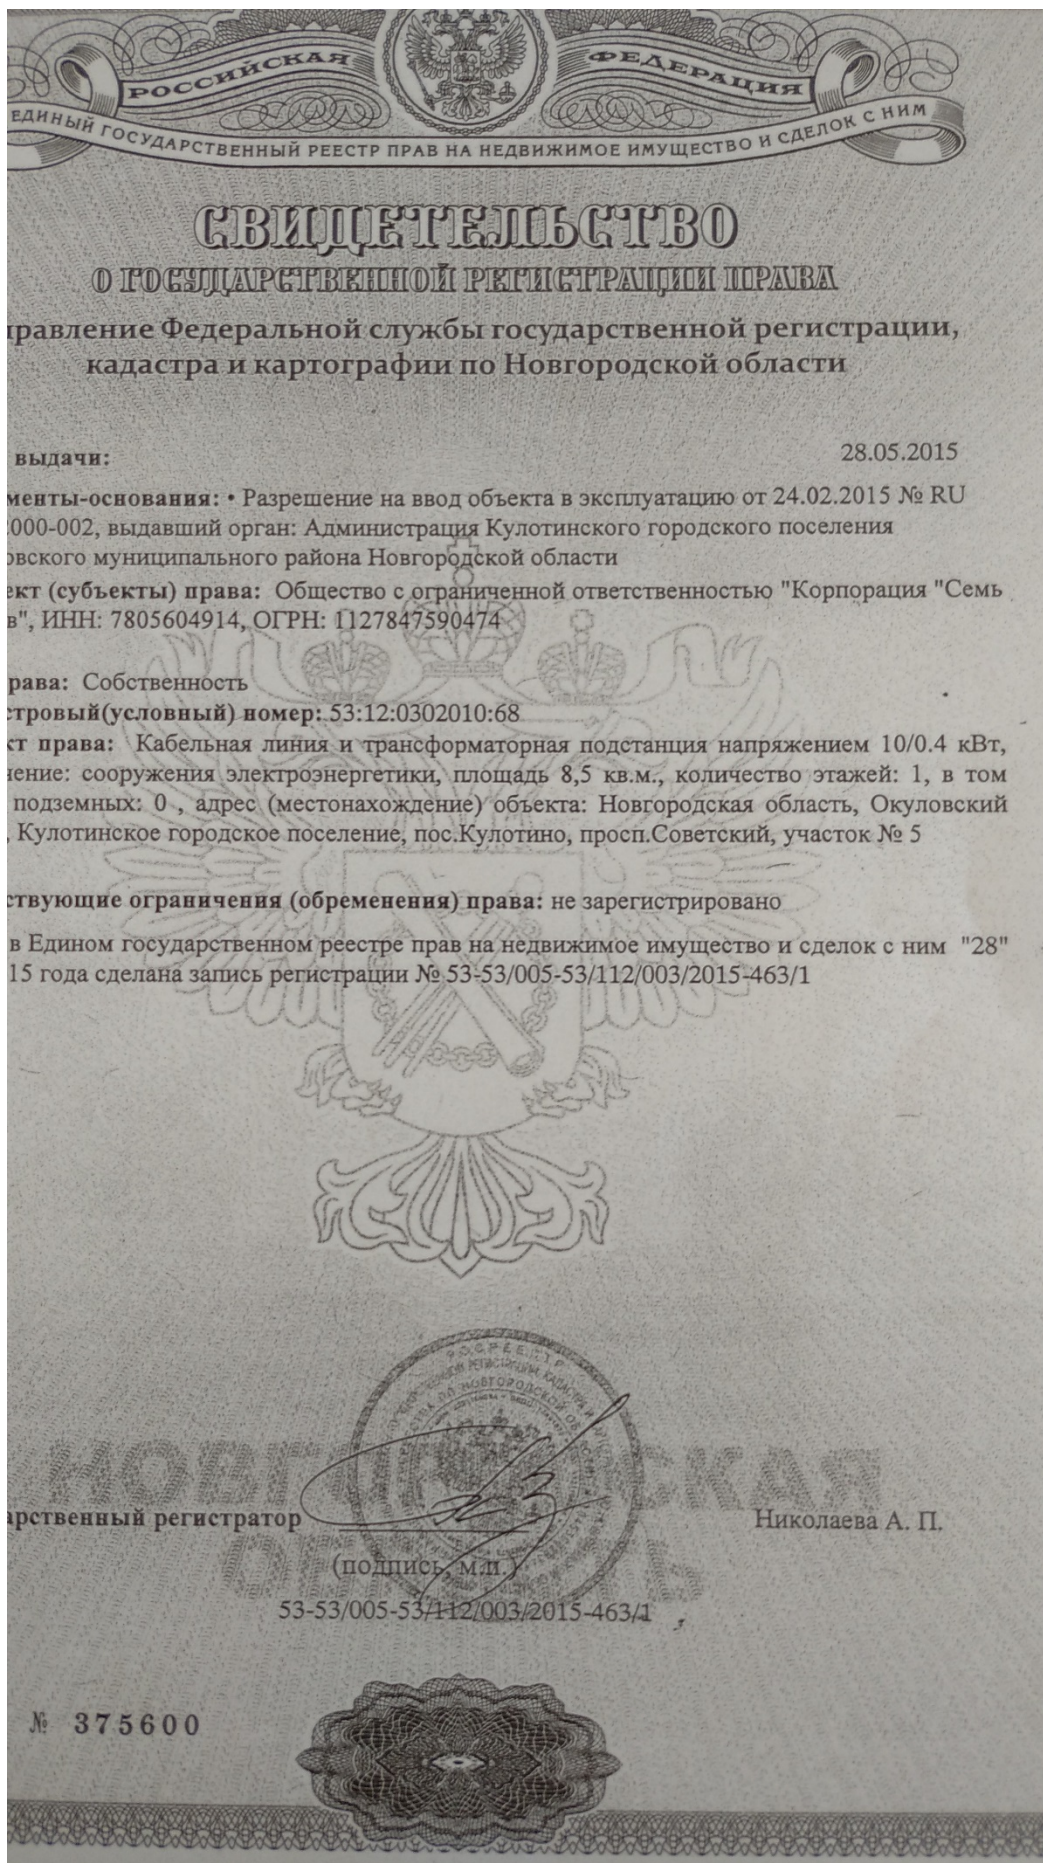 РОССИЙСКАЯ ФЕДЕРАЦИЯ
ЕДИНЫЙ ГОСУДАРСТВЕННЫЙ РЕЕСТР ПРАВ НА НЕДВИЖИМОЕ ИМУЩЕСТВО И СДЕЛОК С НИМ
СВИДЕТЕЛЬСТВО
О ГОСУДАРСТВЕННОЙ РЕГИСТРАЦИИ ПРАВА
правление Федеральной службы государственной регистрации,
кадастра и картографии по Новгородской области
выдачи: 28.05.2015
менты-основания: • Разрешение на ввод объекта в эксплуатацию от 24.02.2015 № RU
000-002, выдавший орган: Администрация Кулотинского городского поселения
овского муниципального района Новгородской области
ект (субъекты) права: Общество с ограниченной ответственностью "Корпорация "Семь
в", ИНН: 7805604914, ОГРН: 1127847590474
рава: Собственность
стровый(условный) номер: 53:12:0302010:68
кт права: Кабельная линия и трансформаторная подстанция напряжением 10/0.4 кВт,
чение: сооружения электроэнергетики, площадь 8,5 кв.м., количество этажей: 1, в том
подземных: 0 , адрес (местонахождение) объекта: Новгородская область, Окуловский
, Кулотинское городское поселение, пос.Кулотино, просп.Советский, участок № 5
ствующие ограничения (обременения) права: не зарегистрировано
в Едином государственном реестре прав на недвижимое имущество и сделок с ним "28"
15 года сделана запись регистрации № 53-53/005-53/112/003/2015-463/1
РОСРЕЕСТР
НОВГОРОДСКАЯ
арственный регистратор Николаева А. П.
ОБЛАСТЬ
(подпись, м.п.)
53-53/005-53/112/003/2015-463/1
№ 375600